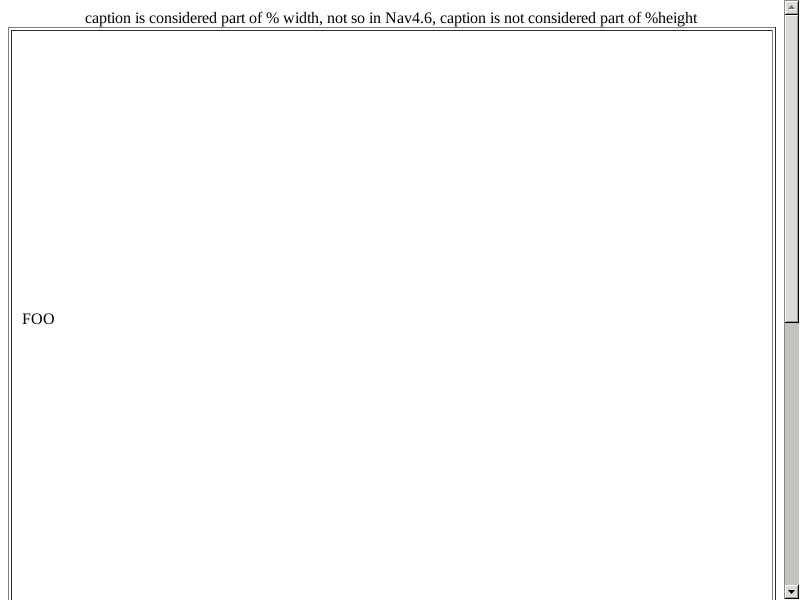 caption is considered part of % width, not so in Nav4.6, caption is not considered part of %height
FOO